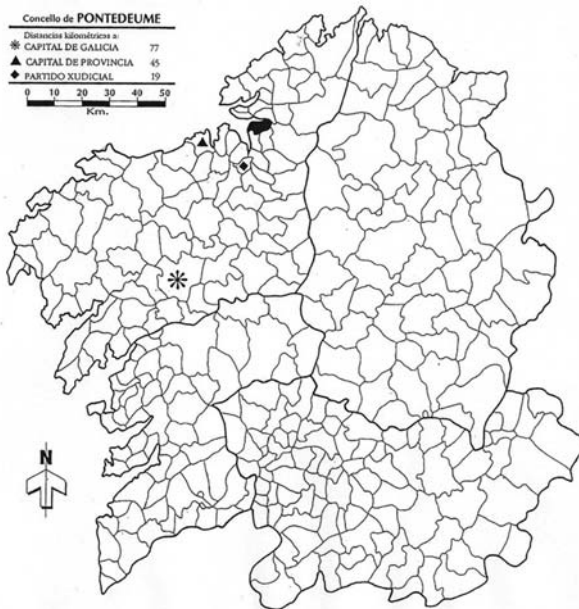 Concello de PONTEDEUME
Distancias kilométricas a:
CAPITAL DE GALICIA 77
CAPITAL DE PROVINCIA 45
PARTIDO XUDICIAL 19
0 10 20 30 40 50
Km.
N